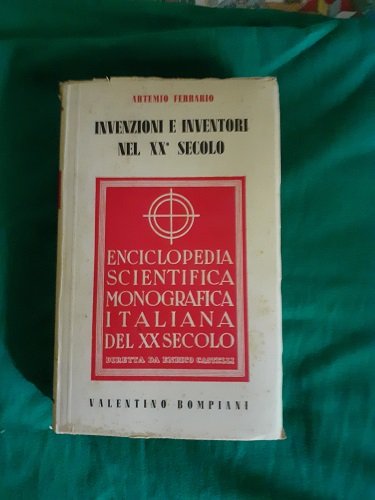 ARTEMIO FERRARIO
INVENZIONI E INVENTORI
NEL XX° SECOLO
ENCICLOPEDIA
SCIENTIFICA
MONOGRAFICA
ITALIANA
DEL XX SECOLO
DIRETTA DA ENRICO CASTELLI
VALENTINO BOMPIANI